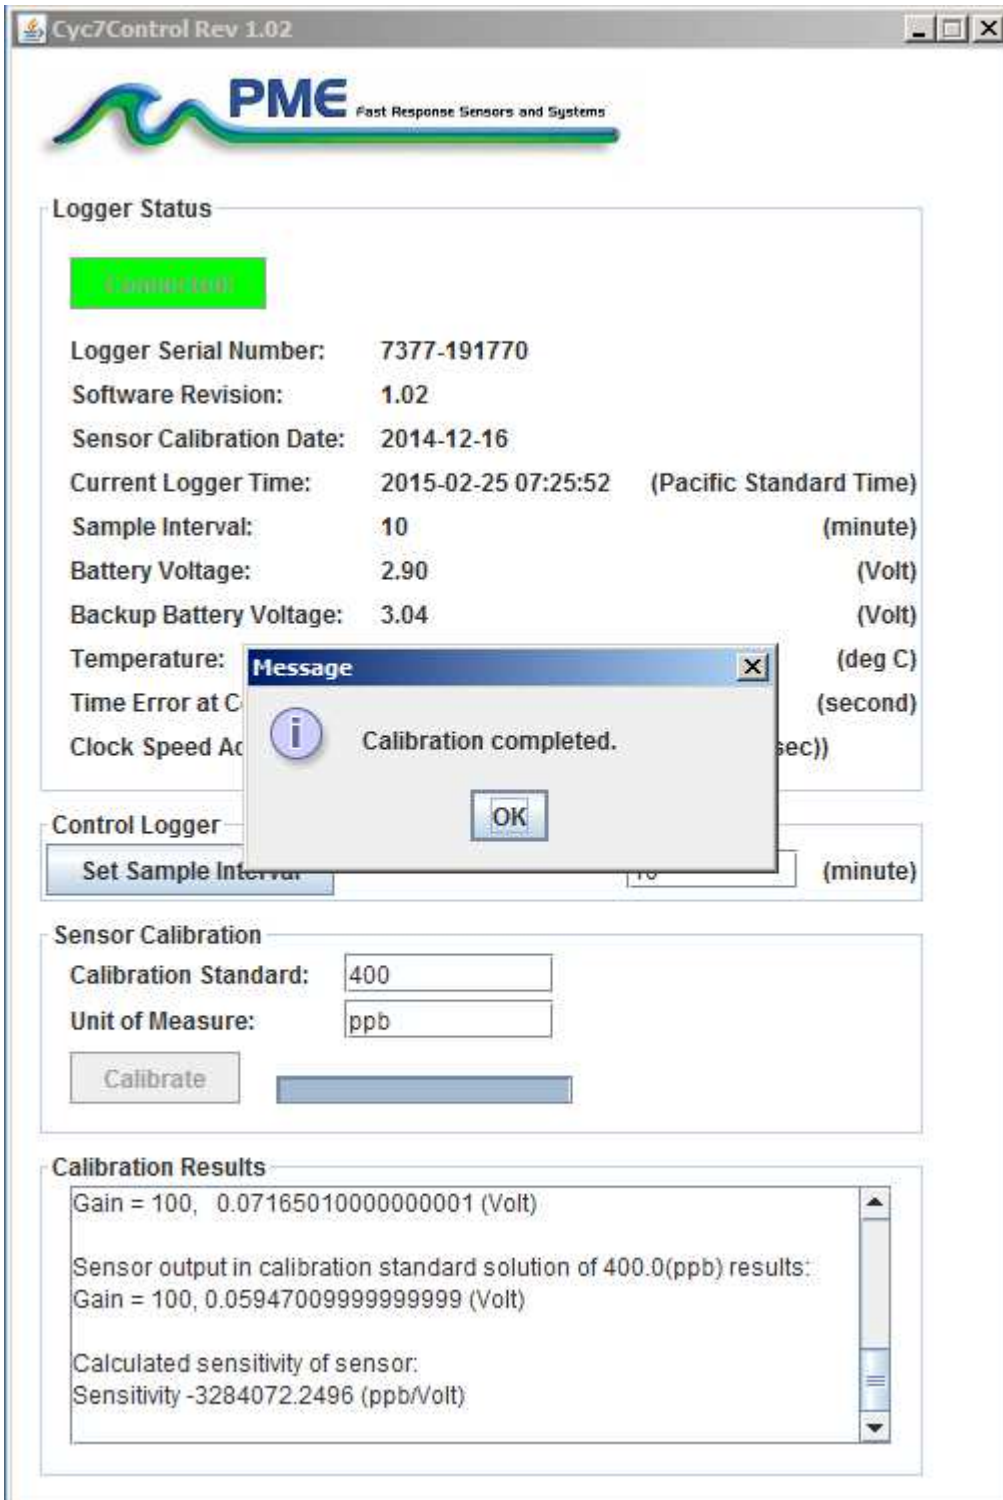 Cyc7Control Rev 1.02
PME Fast Response Sensors and Systems
Logger Status
Connected!
Logger Serial Number: 7377-191770
Software Revision: 1.02
Sensor Calibration Date: 2014-12-16
Current Logger Time: 2015-02-25 07:25:52 (Pacific Standard Time)
Sample Interval: 10 (minute)
Battery Voltage: 2.90 (Volt)
Backup Battery Voltage: 3.04 (Volt)
Temperature: (deg C)
Time Error at (second)
Clock Speed
Message
Calibration completed.
OK
Control Logger
Set Sample Interval (minute)
Sensor Calibration
Calibration Standard: 400
Unit of Measure: ppb
Calibrate
Calibration Results
Gain = 100, 0.07165010000000001 (Volt)
Sensor output in calibration standard solution of 400.0(ppb) results:
Gain = 100, 0.05947009999999999 (Volt)
Calculated sensitivity of sensor:
Sensitivity -3284072.2496 (ppb/Volt)